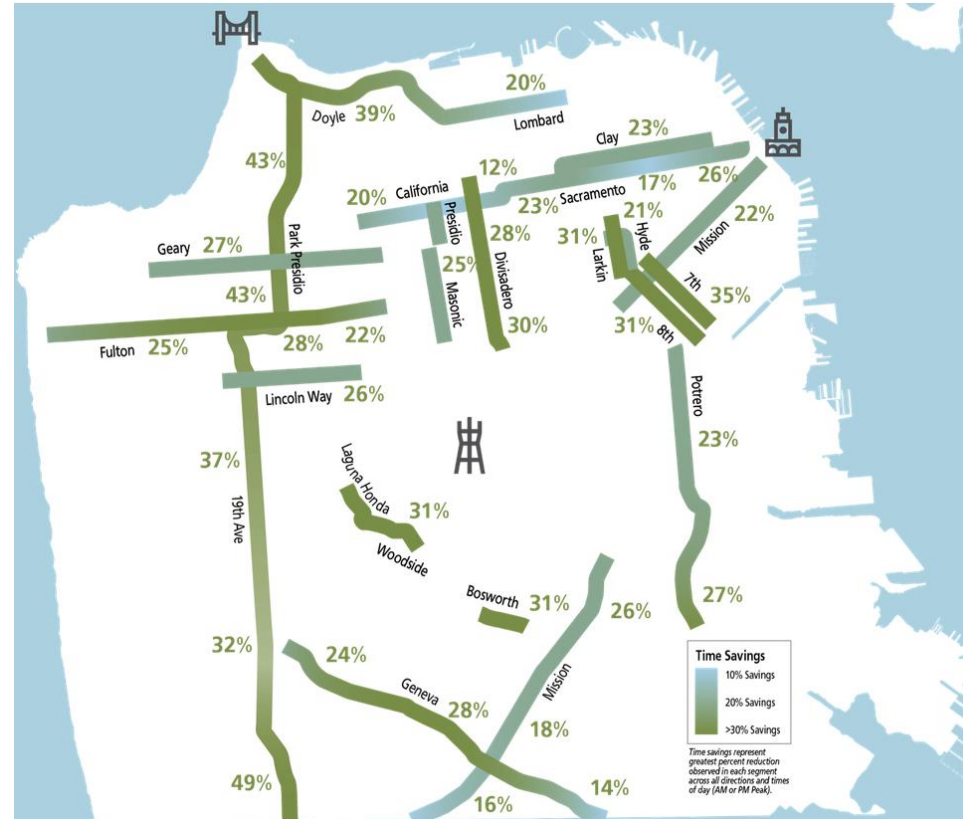 20%
Doyle
39%
Lombard
43%
Clay
23%
12%
California
20%
23%
Sacramento
17%
26%
Presidio
21%
22%
Mission
28%
Divisadero
31%
Hyde
Larkin
Geary
27%
Park Presidio
25%
Masonic
7th
35%
43%
30%
31%
8th
Fulton
25%
28%
22%
Lincoln Way
26%
Potrero
23%
37%
19th Ave
Laguna Honda
31%
Woodside
Bosworth
31%
26%
27%
32%
24%
Geneva
28%
Mission
18%
49%
16%
14%
Time Savings
10% Savings
20% Savings
>30% Savings
Time savings represent
greatest percent reduction
observed in each segment
across all directions and times
of day (AM or PM Peak).